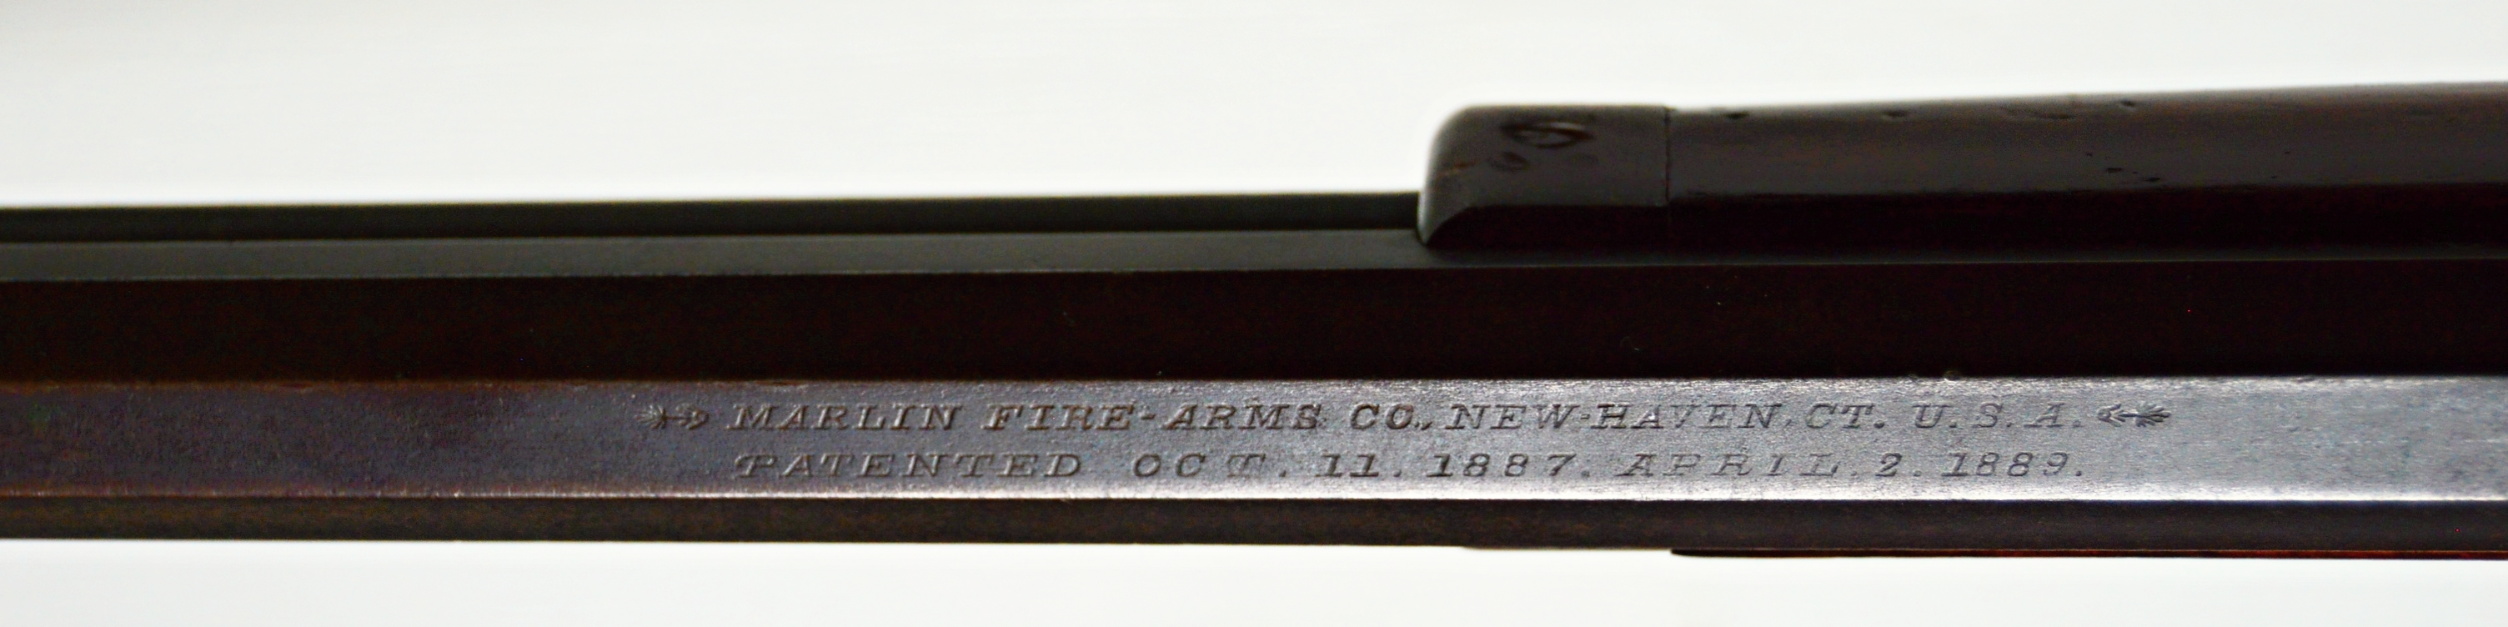 MARLIN FIRE-ARMS CO., NEW-HAVEN, CT. U.S.A.
PATENTED OCT. 11. 1887. APRIL 2. 1889.